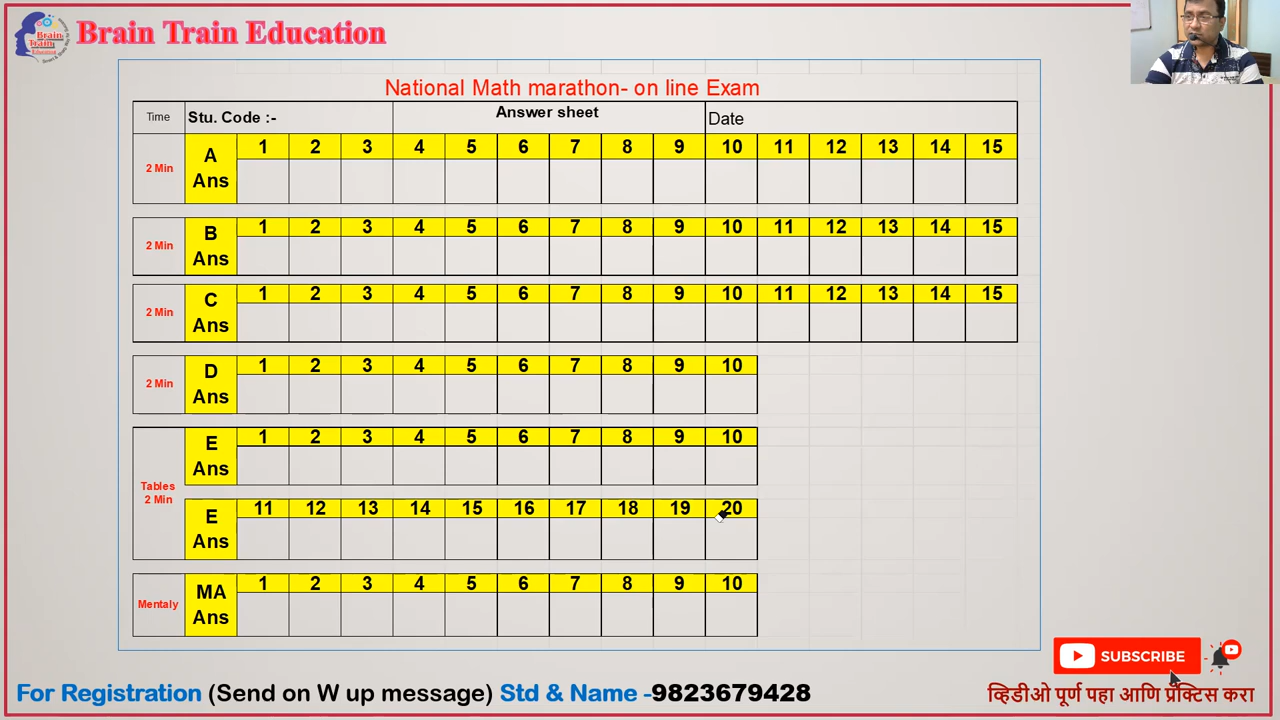 Brain Train Education
Brain Train Education
National Math marathon- on line Exam
Time Stu. Code :- Answer sheet Date
2 Min A 1 2 3 4 5 6 7 8 9 10 11 12 13 14 15
Ans
2 Min B 1 2 3 4 5 6 7 8 9 10 11 12 13 14 15
Ans
2 Min C 1 2 3 4 5 6 7 8 9 10 11 12 13 14 15
Ans
2 Min D 1 2 3 4 5 6 7 8 9 10
Ans
Tables 2 Min E 1 2 3 4 5 6 7 8 9 10
Ans
E 11 12 13 14 15 16 17 18 19 20
Ans
Mentaly MA 1 2 3 4 5 6 7 8 9 10
Ans
SUBSCRIBE
For Registration (Send on W up message) Std & Name -9823679428
व्हिडीओ पूर्ण पहा आणि प्रॅक्टिस करा